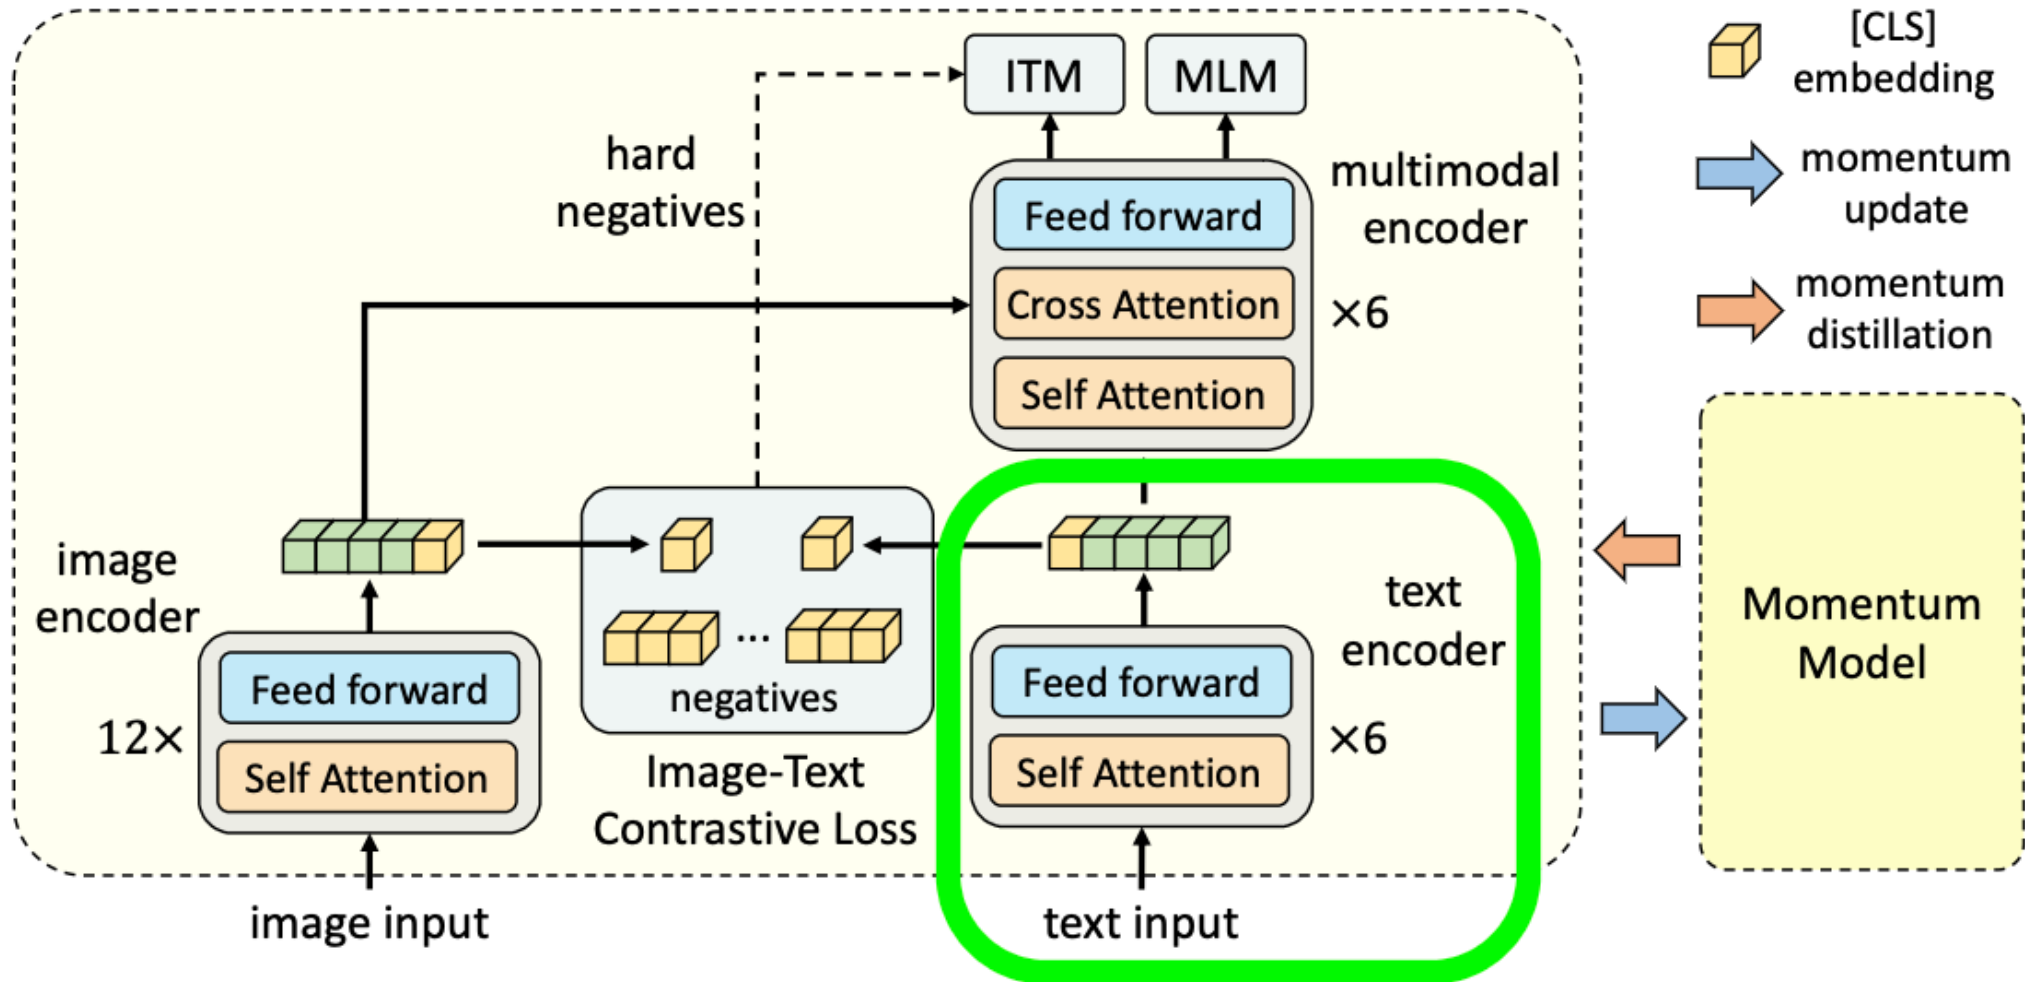 ITM
MLM
hard
negatives
Feed forward
Cross Attention
Self Attention
multimodal
encoder
×6
image
encoder
12×
Feed forward
Self Attention
image input
...
negatives
Image-Text
Contrastive Loss
text
encoder
Feed forward
Self Attention
×6
text input
[CLS]
embedding
momentum
update
momentum
distillation
Momentum
Model